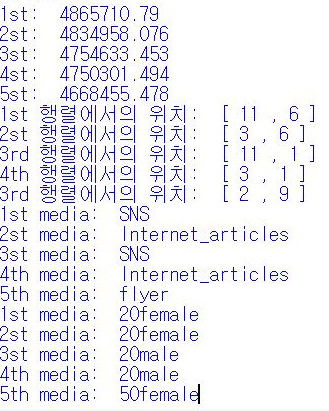 1st:  4865710.79
2st:  4834958.076
3st:  4754633.453
4st:  4750301.494
5st:  4668455.478
1st 행렬에서의 위치:  [ 11 , 6 ]
2st 행렬에서의 위치:  [ 3 , 6 ]
3rd 행렬에서의 위치:  [ 11 , 1 ]
4th 행렬에서의 위치:  [ 3 , 1 ]
3rd 행렬에서의 위치:  [ 2 , 9 ]
1st media:  SNS
2st media:  Internet_articles
3st media:  SNS
4th media:  Internet_articles
5th media:  flyer
1st media:  20female
2st media:  20female
3st media:  20male
4th media:  20male
5th media:  50female